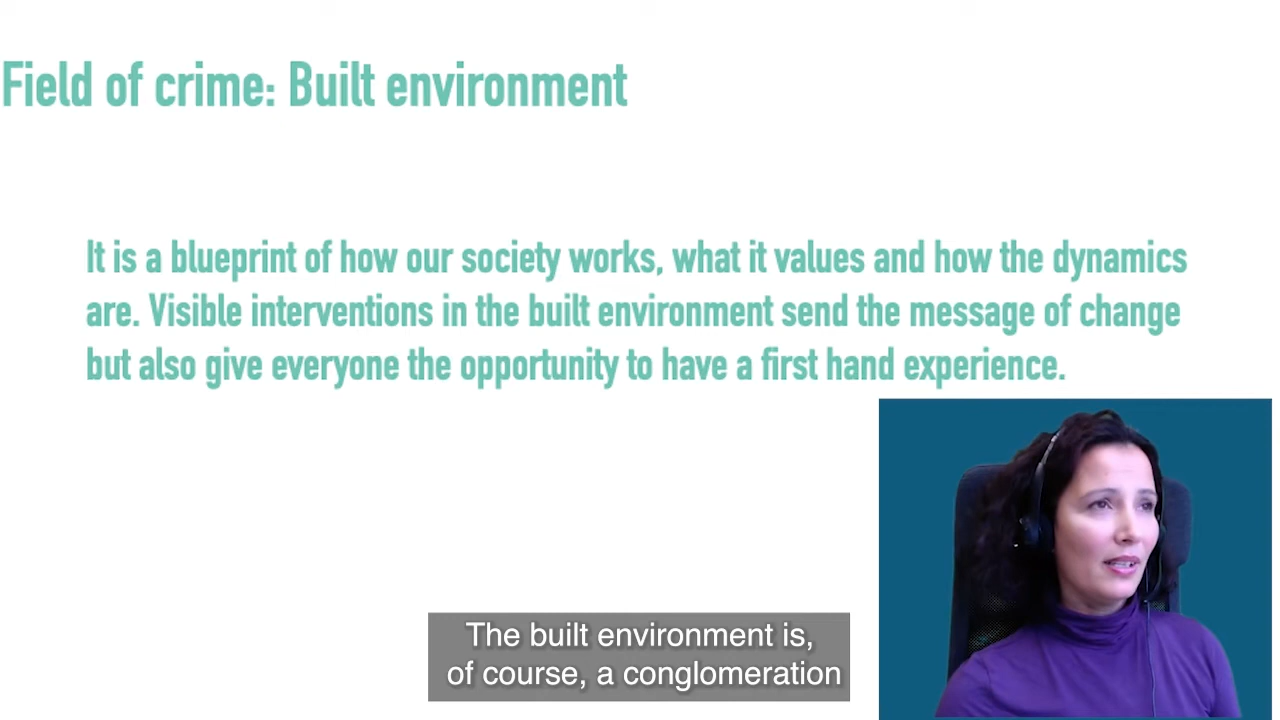 Field of crime: Built environment
It is a blueprint of how our society works, what it values and how the dynamics
are. Visible interventions in the built environment send the message of change
but also give everyone the opportunity to have a first hand experience.
The built environment is,
of course, a conglomeration